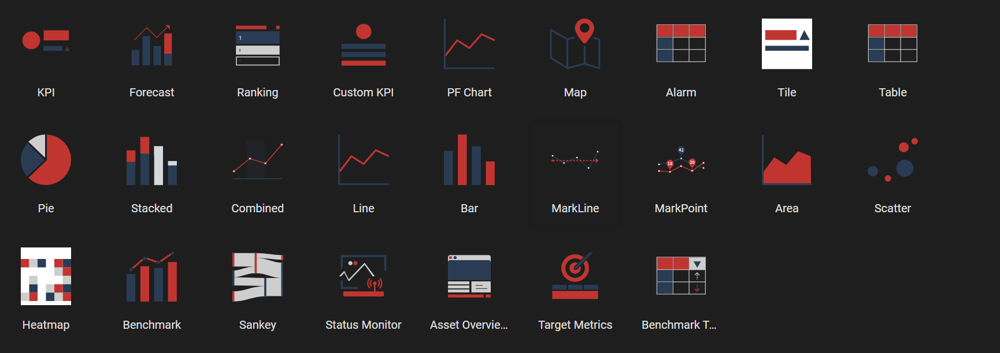 1
2
KPI
Forecast
Ranking
Custom KPI
PF Chart
Map
Alarm
Tile
Table
42
18
20
Pie
Stacked
Combined
Line
Bar
MarkLine
MarkPoint
Area
Scatter
Heatmap
Benchmark
Sankey
Status Monitor
Asset Overvie...
Target Metrics
Benchmark T...